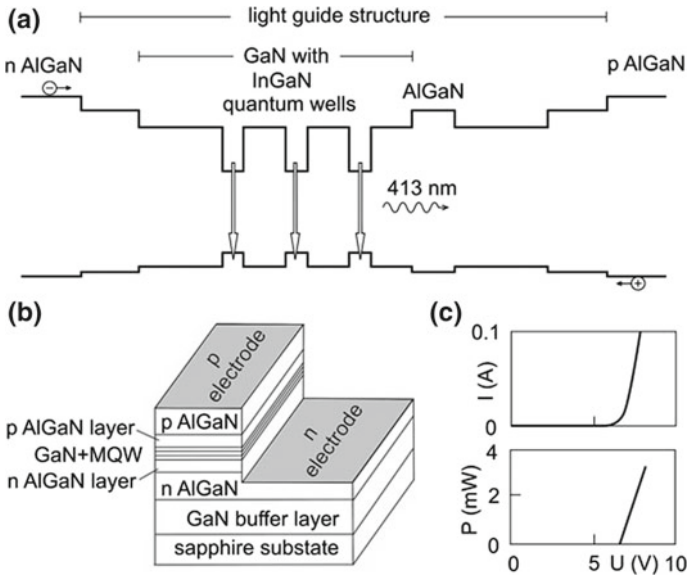 (a)
light guide structure
n AlGaN
GaN with
InGaN
quantum wells
AlGaN
p AlGaN
413 nm
(b)
p
electrode
n
electrode
p AlGaN
p AlGaN layer
GaN+MQW
n AlGaN layer
n AlGaN
GaN buffer layer
sapphire substate
(c)
0.1
I (A)
0
4
P (mW)
2
0
0 5 U (V) 10